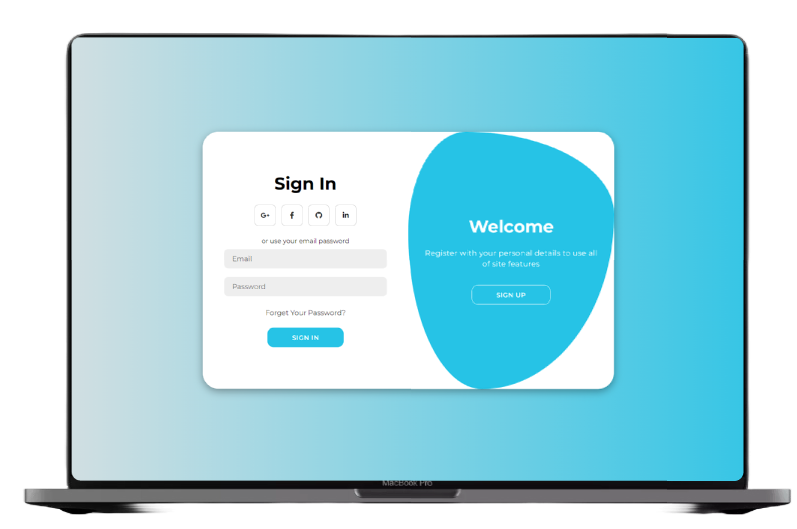 Sign In
G+ f in
or use your email password
Email
Password
Forget Your Password?
SIGN IN
Welcome
Register with your personal details to use all
of site features
SIGN UP
MacBook Pro